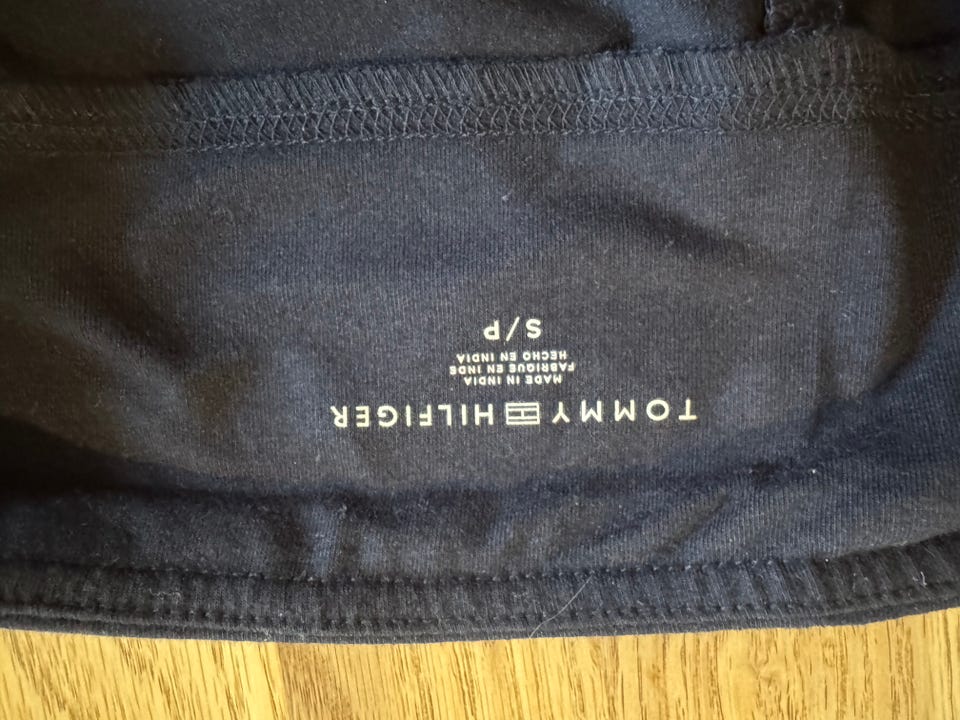 TOMMY HILFIGER
MADE IN INDIA
FABRIQUE EN INDE
HECHO EN INDIA
S/P